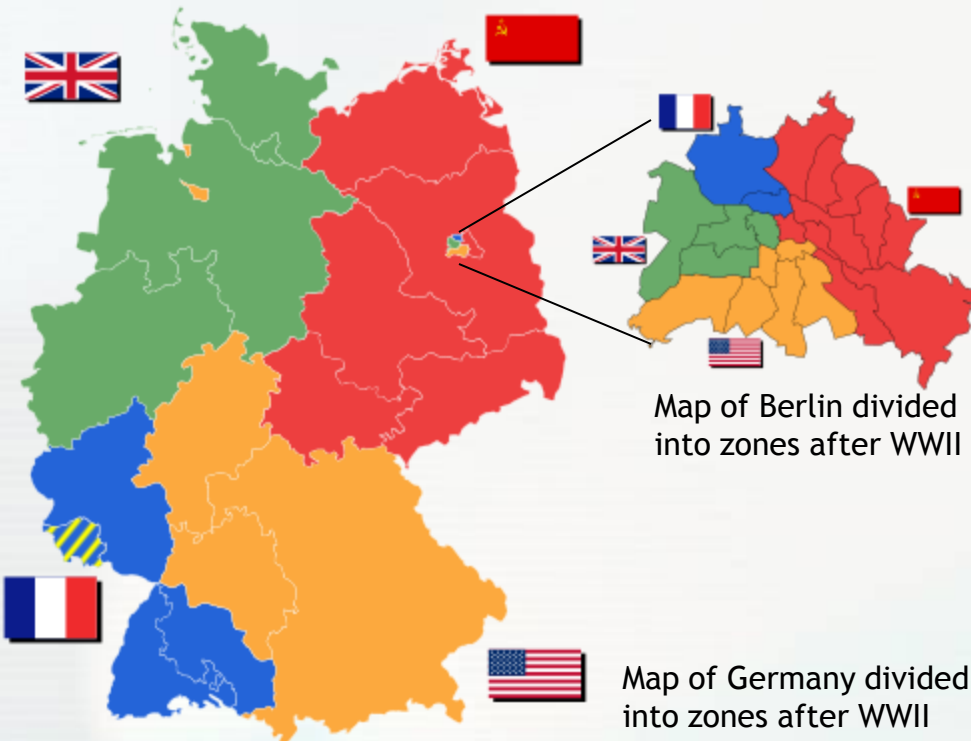 Map of Berlin divided
into zones after WWII
Map of Germany divided
into zones after WWII